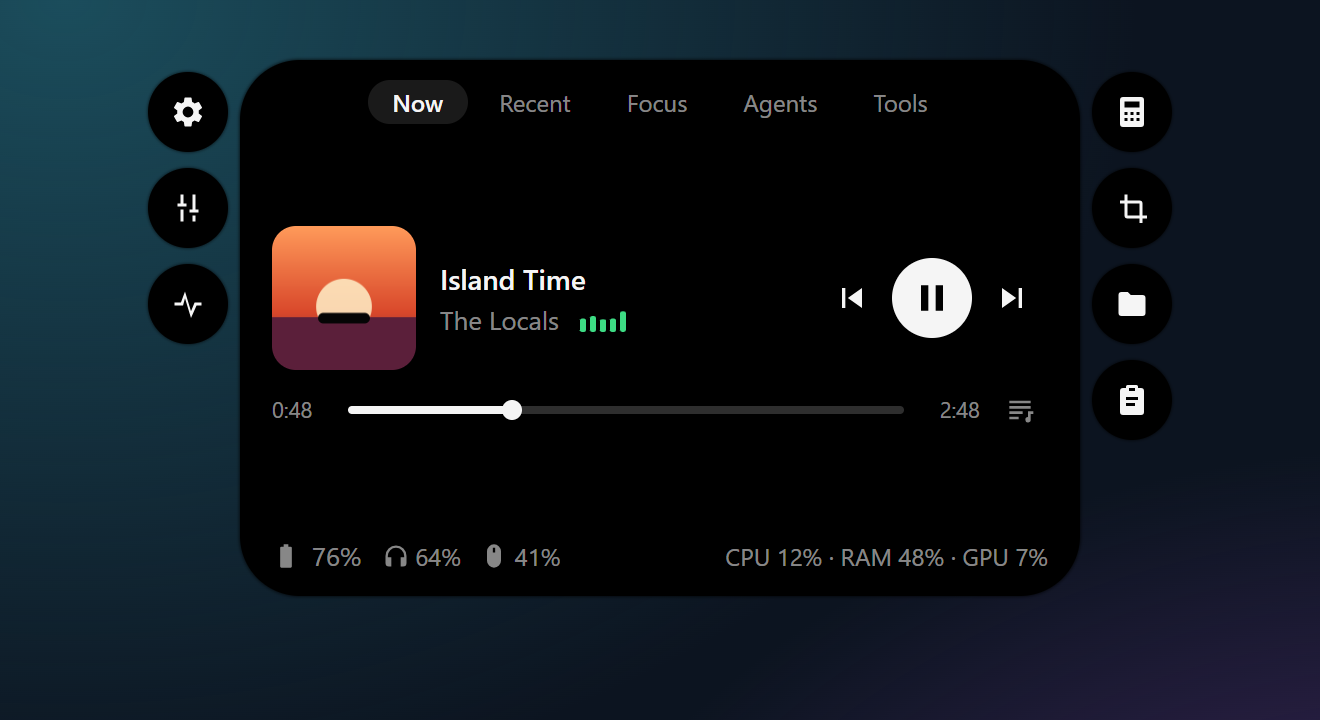 Now Recent Focus Agents Tools
Island Time
The Locals
0:48 2:48
76% 64% 41% CPU 12% · RAM 48% · GPU 7%